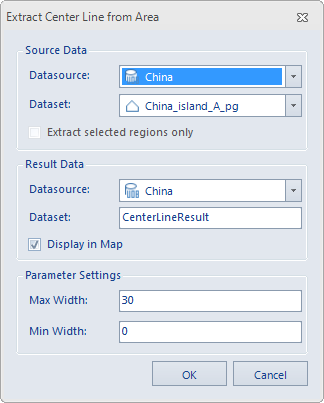 Extract Center Line from Area
Source Data
Datasource: China
Dataset: China_island_A_pg
Extract selected regions only
Result Data
Datasource: China
Dataset: CenterLineResult
Display in Map
Parameter Settings
Max Width: 30
Min Width: 0
OK Cancel